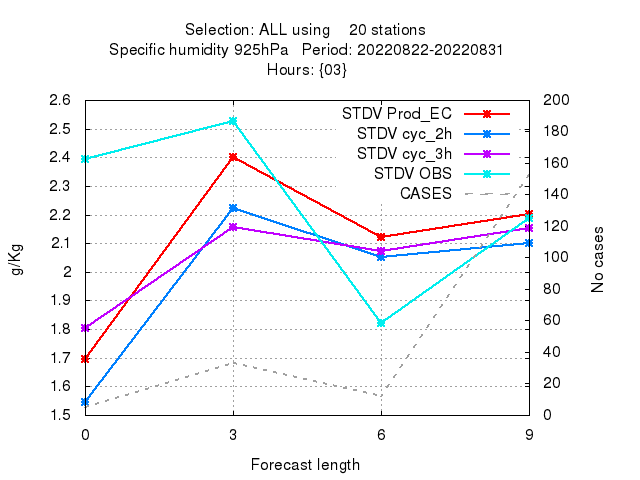 Selection: ALL using    20 stations
Specific humidity 925hPa   Period: 20220822-20220831
Hours: {03}
STDV Prod_EC
STDV cyc_2h
STDV cyc_3h
STDV OBS
CASES
2.6
2.5
2.4
2.3
2.2
2.1
2
1.9
1.8
1.7
1.6
1.5
g/Kg
200
180
160
140
120
100
80
60
40
20
0
No cases
0 3 6 9
Forecast length